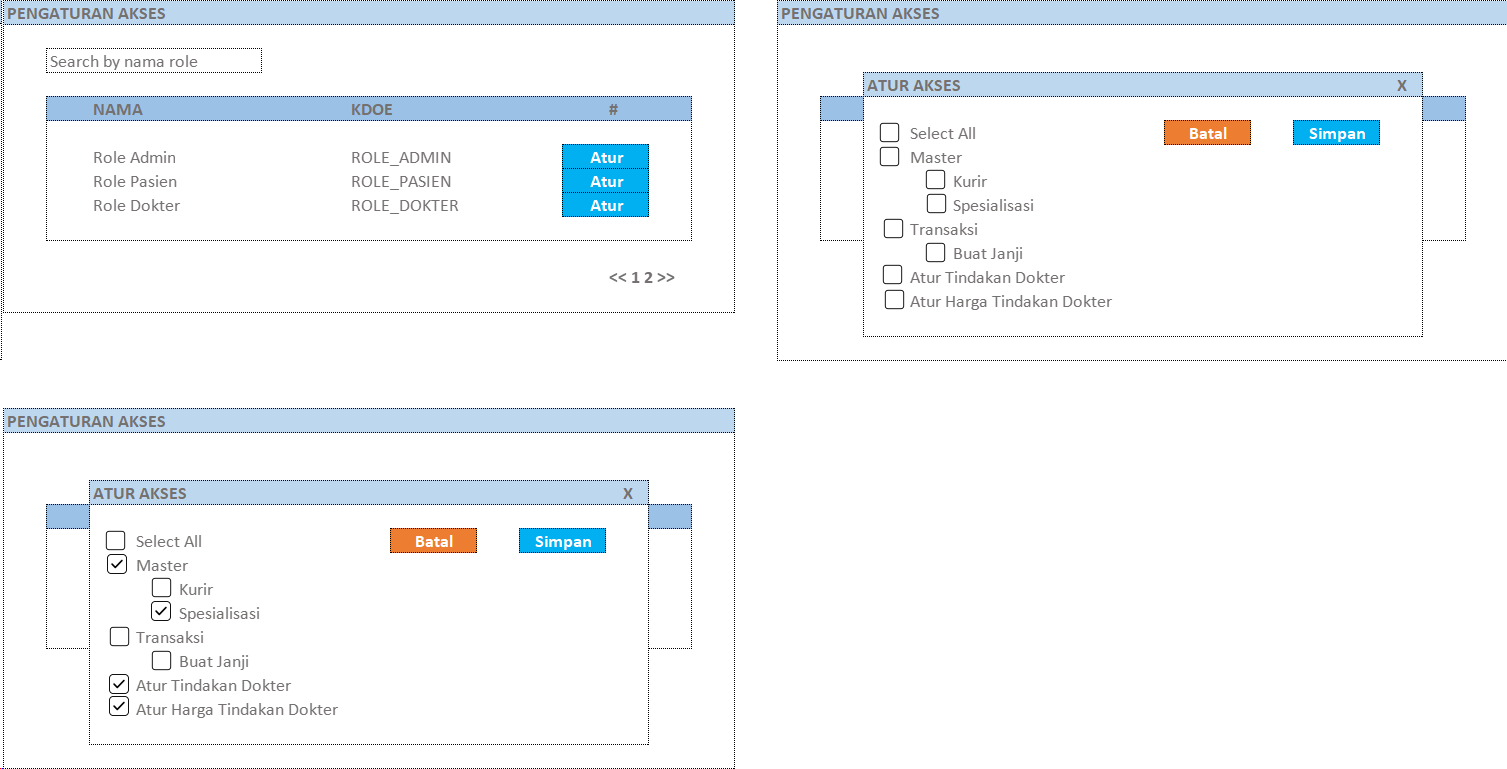 PENGATURAN AKSES
Search by nama role
NAMA KDOE #
Role Admin ROLE_ADMIN Atur
Role Pasien ROLE_PASIEN Atur
Role Dokter ROLE_DOKTER Atur
<< 1 2 >>
PENGATURAN AKSES
ATUR AKSES X
Select All Batal Simpan
Master
Kurir
Spesialisasi
Transaksi
Buat Janji
Atur Tindakan Dokter
Atur Harga Tindakan Dokter
PENGATURAN AKSES
ATUR AKSES X
Select All Batal Simpan
Master
Kurir
Spesialisasi
Transaksi
Buat Janji
Atur Tindakan Dokter
Atur Harga Tindakan Dokter